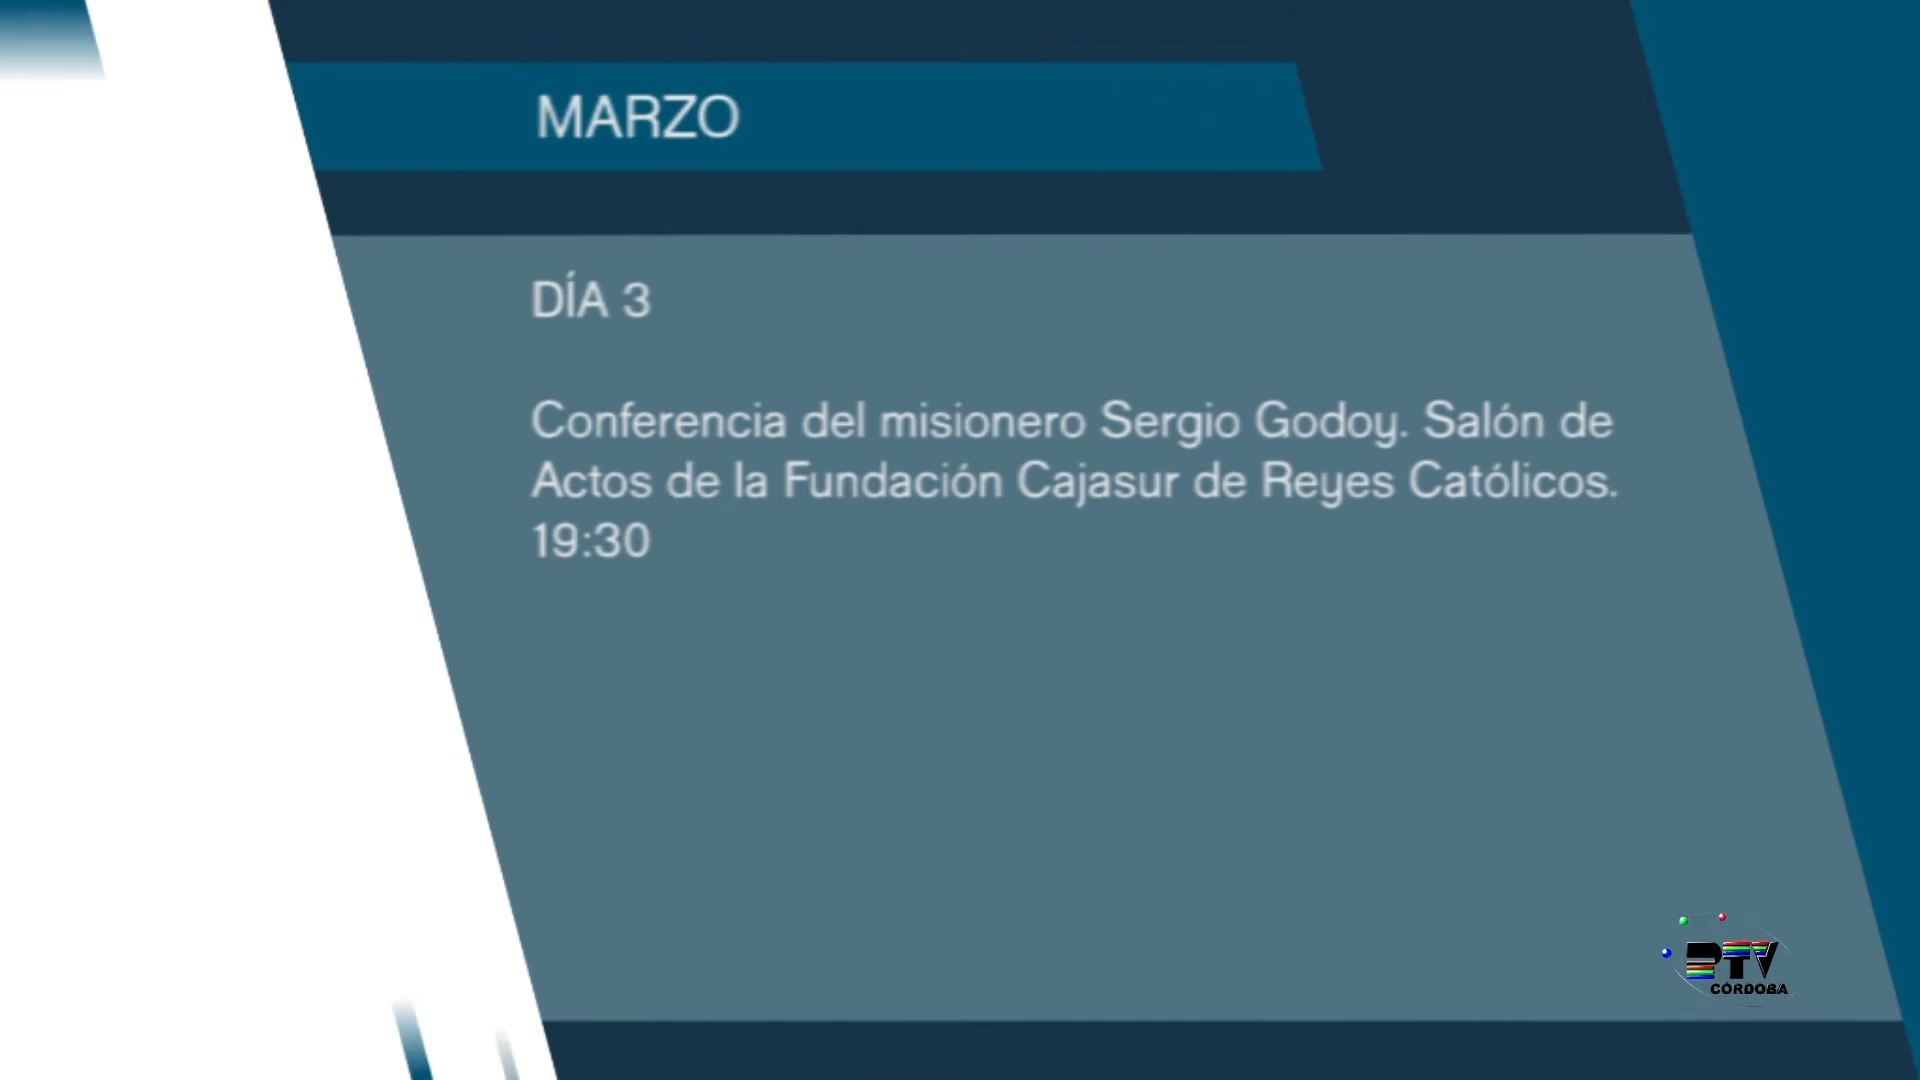 MARZO
DÍA 3
Conferencia del misionero Sergio Godoy. Salón de
Actos de la Fundación Cajasur de Reyes Católicos.
19:30
PTV
CÓRDOBA